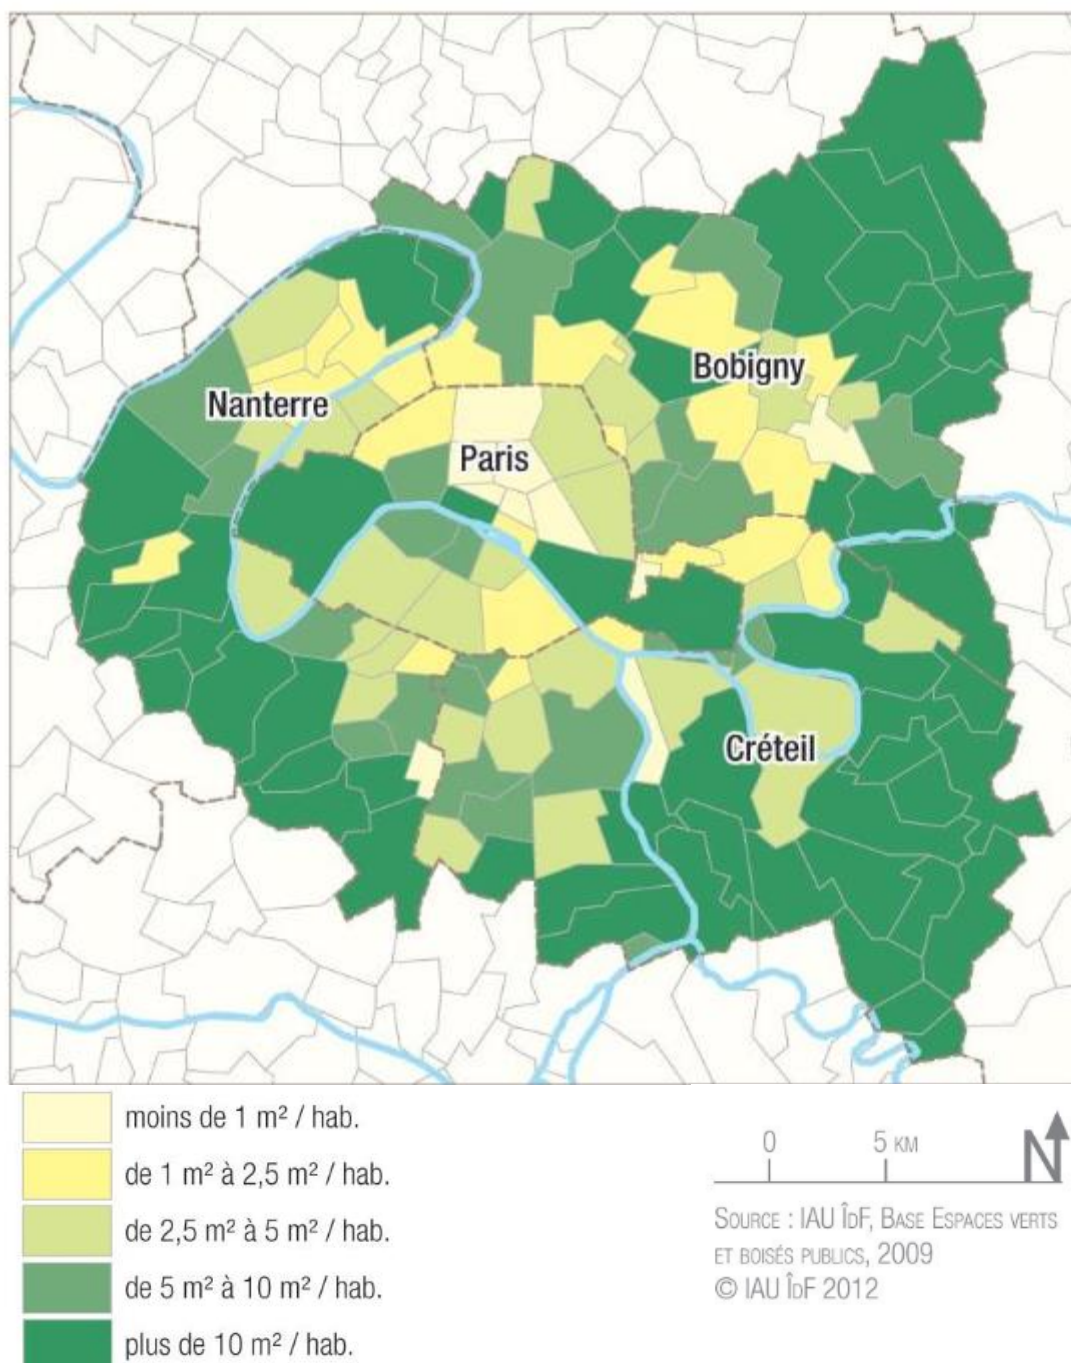 Bobigny
Nanterre
Paris
Créteil
moins de 1 m² / hab.
de 1 m² à 2,5 m² / hab.
de 2,5 m² à 5 m² / hab.
de 5 m² à 10 m² / hab.
plus de 10 m² / hab.
0 5 KM
N
SOURCE : IAU ÎDF, BASE ESPACES VERTS
ET BOISÉS PUBLICS, 2009
© IAU ÎDF 2012